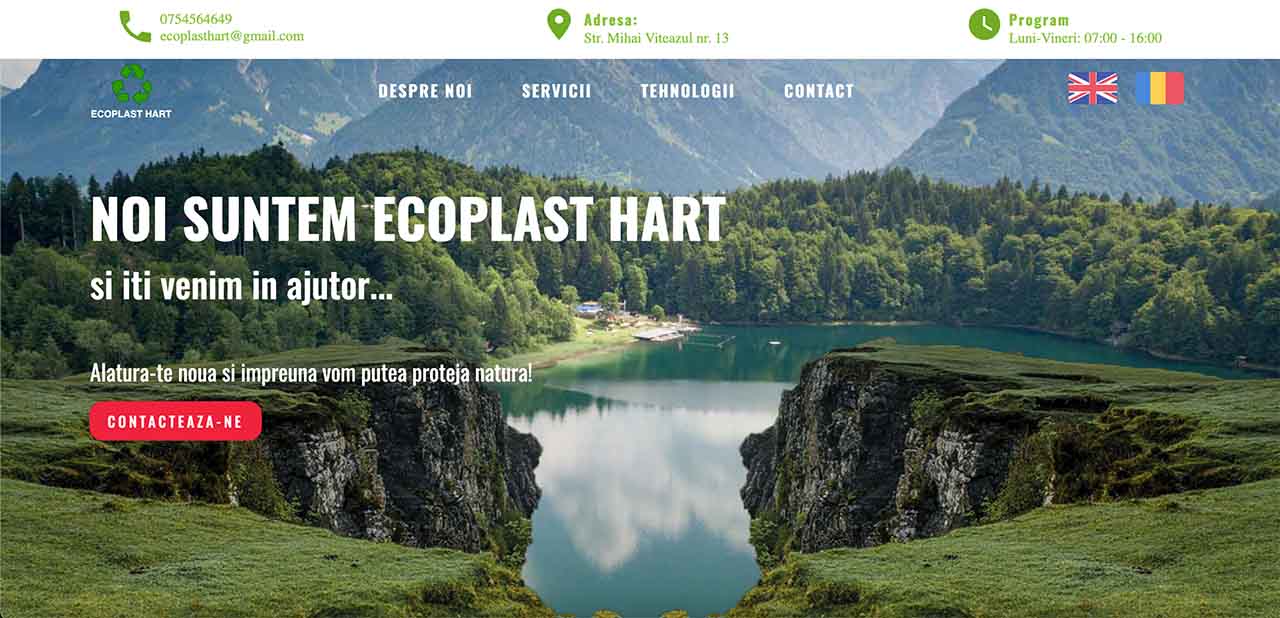 0754564649
ecoplasthart@gmail.com
Adresa:
Str. Mihai Viteazul nr. 13
Program
Luni-Vineri: 07:00 - 16:00
ECOPLAST HART
DESPRE NOI
SERVICII
TEHNOLOGII
CONTACT
NOI SUNTEM ECOPLAST HART
si iti venim in ajutor...
Alatura-te noua si impreuna vom putea proteja natura!
CONTACTEAZA-NE